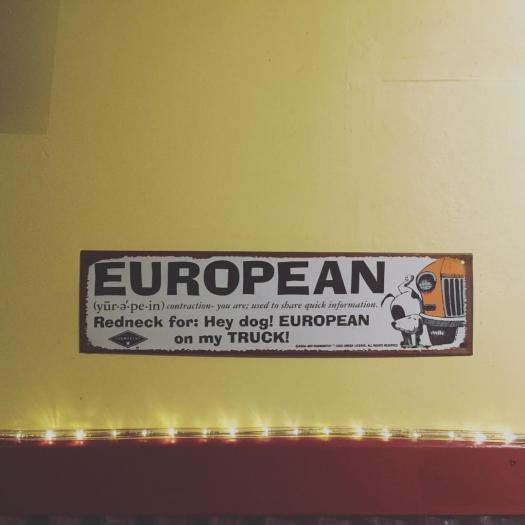 EUROPEAN
(yūr-ə'-pe-in) contraction- you are; used to share quick information.
Redneck for: Hey dog! EUROPEAN
on my TRUCK!